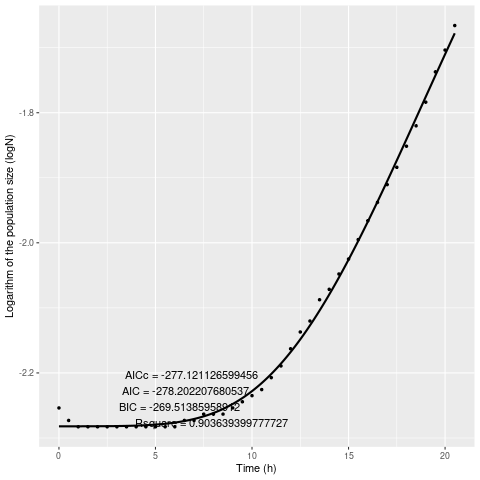 Logarithm of the population size (logN)
-1.8
-2.0
-2.2
AICc = -277.121126599456
AIC = -278.202207680537
BIC =
Rsquare = 0.903639399777727
0
5
10
15
20
Time (h)